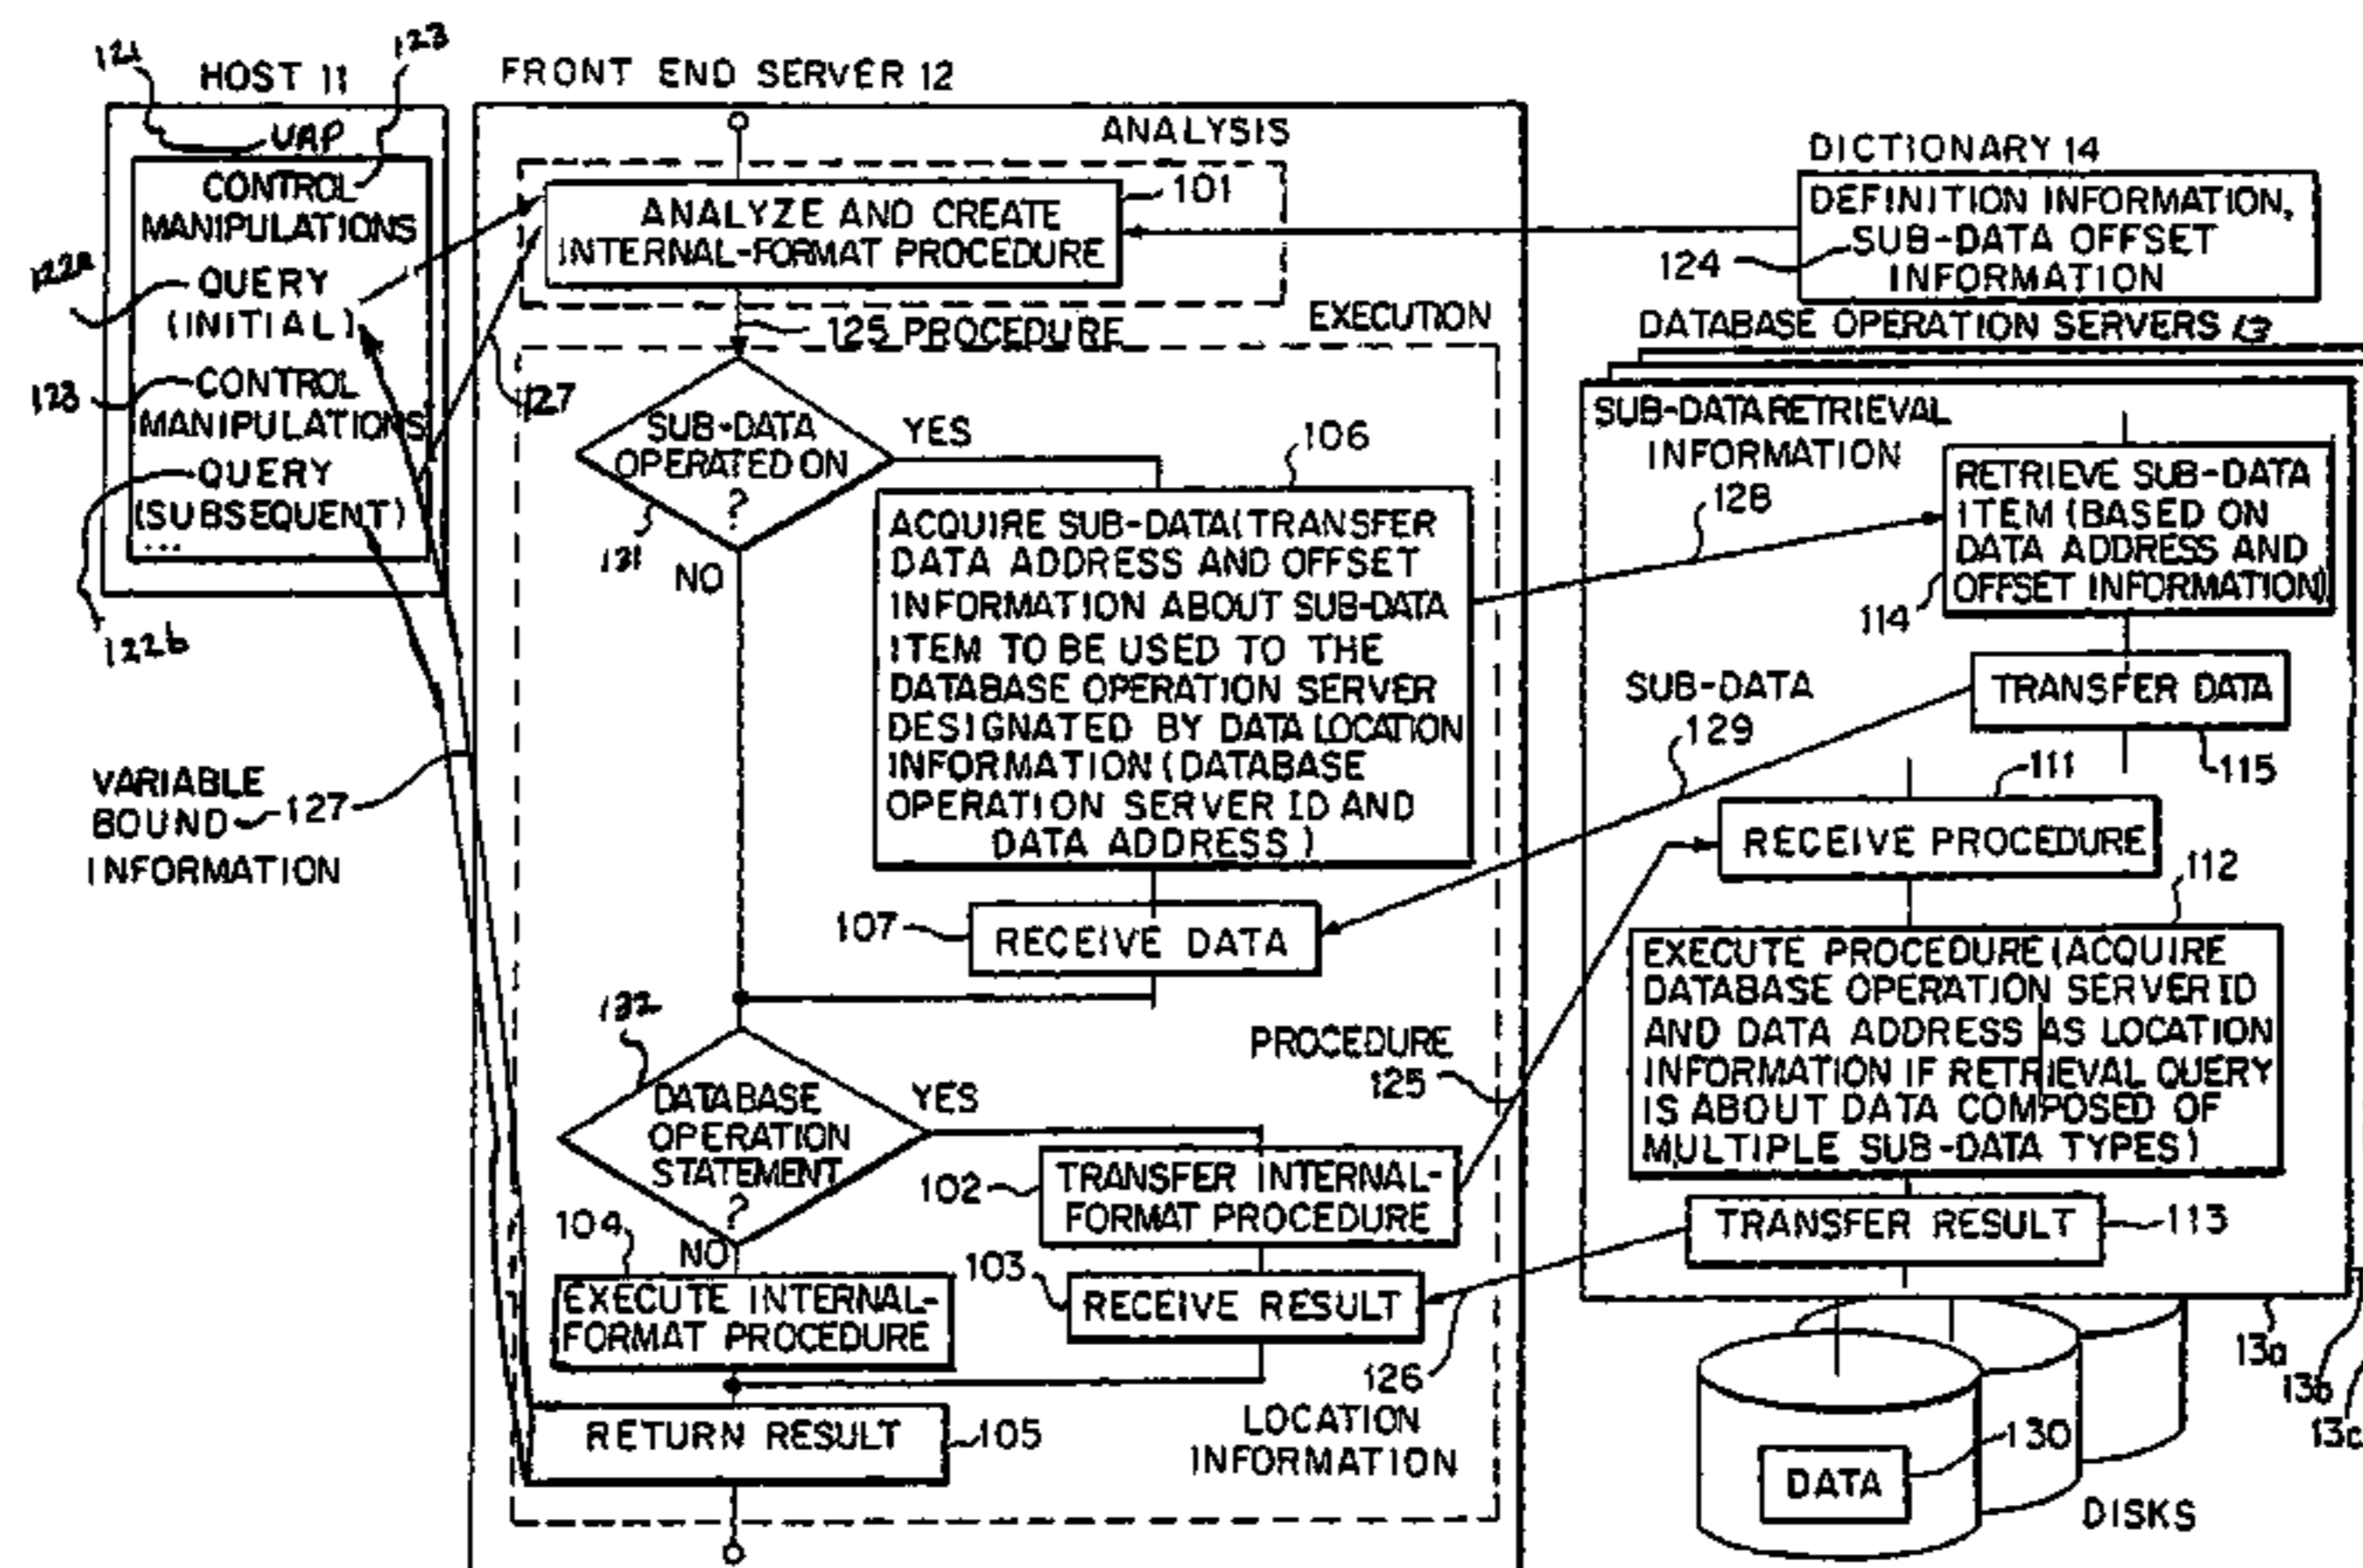 121
HOST 11
123
UAP
CONTROL
MANIPULATIONS
122a
QUERY
(INITIAL)
123
CONTROL
MANIPULATIONS
QUERY
(SUBSEQUENT)
...
122b
VARIABLE
BOUND 127
INFORMATION
FRONT END SERVER 12
ANALYSIS
101
ANALYZE AND CREATE
INTERNAL-FORMAT PROCEDURE
125 PROCEDURE
EXECUTION
127
SUB-DATA
OPERATED ON
?
131
YES
NO
106
ACQUIRE SUB-DATA (TRANSFER
DATA ADDRESS AND OFFSET
INFORMATION ABOUT SUB-DATA
ITEM TO BE USED TO THE
DATABASE OPERATION SERVER
DESIGNATED BY DATA LOCATION
INFORMATION (DATABASE
OPERATION SERVER ID AND
DATA ADDRESS)
107
RECEIVE DATA
132
DATABASE
OPERATION
STATEMENT
?
YES
NO
PROCEDURE
125
102
TRANSFER INTERNAL-
FORMAT PROCEDURE
104
EXECUTE INTERNAL-
FORMAT PROCEDURE
103
RECEIVE RESULT
126
LOCATION
INFORMATION
RETURN RESULT
105
DICTIONARY 14
DEFINITION INFORMATION,
SUB-DATA OFFSET
INFORMATION
124
DATABASE OPERATION SERVERS 13
SUB-DATA RETRIEVAL
INFORMATION
128
RETRIEVE SUB-DATA
ITEM (BASED ON
DATA ADDRESS AND
OFFSET INFORMATION)
114
TRANSFER DATA
115
SUB-DATA
129
111
RECEIVE PROCEDURE
112
EXECUTE PROCEDURE (ACQUIRE
DATABASE OPERATION SERVER ID
AND DATA ADDRESS AS LOCATION
INFORMATION IF RETRIEVAL QUERY
IS ABOUT DATA COMPOSED OF
MULTIPLE SUB-DATA TYPES)
TRANSFER RESULT
113
13a
13b
13c
130
DATA
DISKS